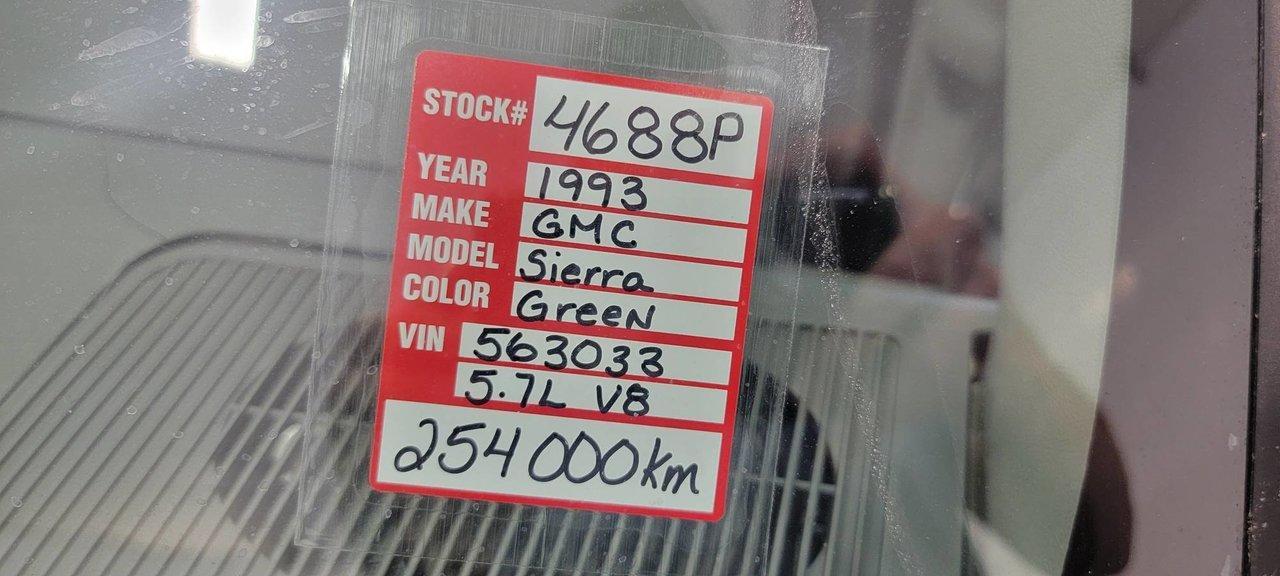 STOCK# 4688P
YEAR 1993
MAKE GMC
MODEL Sierra
COLOR Green
VIN 563033
5.7L V8
254000km